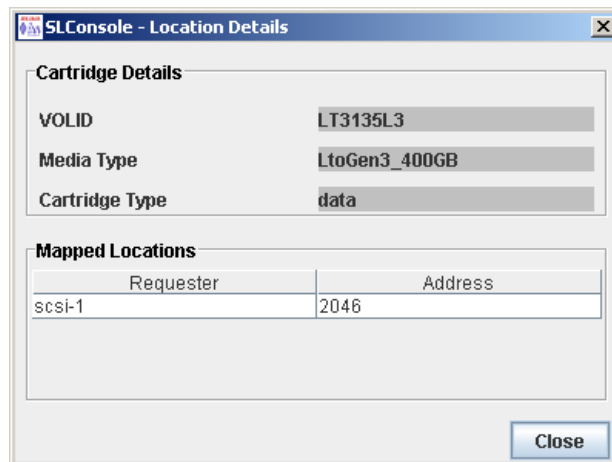 SLConsole - Location Details
Cartridge Details
VOLID LT3135L3
Media Type LtoGen3_400GB
Cartridge Type data
Mapped Locations
Requester Address
scsi-1 2046
Close